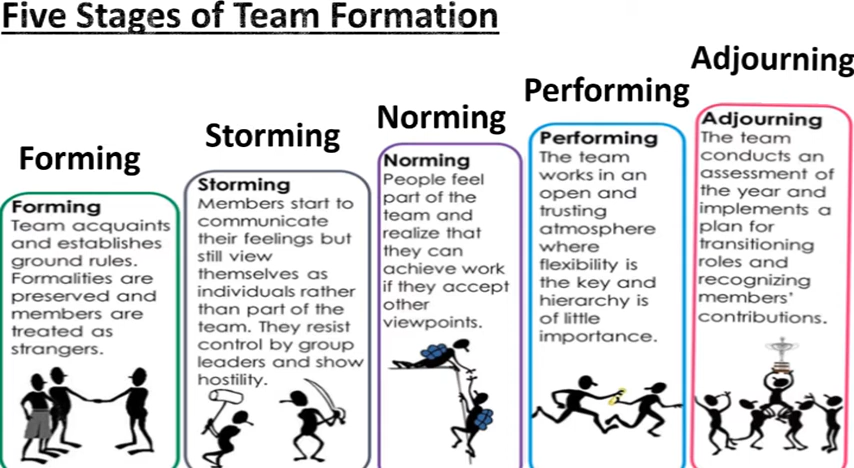 Five Stages of Team Formation
Forming
Forming
Team acquaints
and establishes
ground rules.
Formalities are
preserved and
members are
treated as
strangers.
Storming
Storming
Members start to
communicate
their feelings but
still view
themselves as
individuals rather
than part of the
team. They resist
control by group
leaders and show
hostility.
Norming
Norming
People feel
part of the
team and
realize that
they can
achieve work
if they accept
other
viewpoints.
Performing
Performing
The team
works in an
open and
trusting
atmosphere
where
flexibility is
the key and
hierarchy is
of little
importance.
Adjourning
Adjourning
The team
conducts an
assessment of
the year and
implements a
plan for
transitioning
roles and
recognizing
members'
contributions.